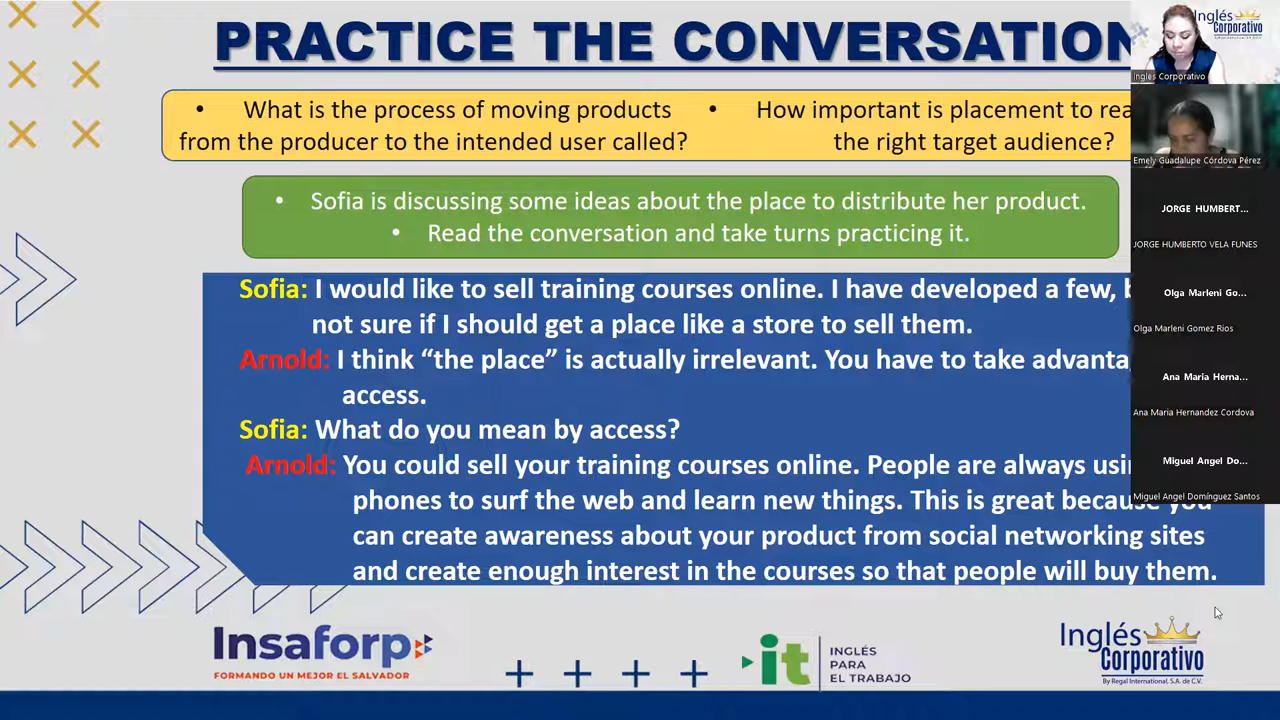 PRACTICE THE CONVERSATION
• What is the process of moving products
from the producer to the intended user called?
• How important is placement to
the right target audience?
• Sofia is discussing some ideas about the place to distribute her product.
• Read the conversation and take turns practicing it.
Sofia: I would like to sell training courses online. I have developed a few,
not sure if I should get a place like a store to sell them.
Arnold: I think “the place” is actually irrelevant. You have to take
access.
Sofia: What do you mean by access?
Arnold: You could sell your training courses online. People are always
phones to surf the web and learn new things. This is great because you
can create awareness about your product from social networking sites
and create enough interest in the courses so that people will buy them.
Insaforp
FORMANDO UN MEJOR EL SALVADOR
it
INGLÉS
PARA
EL TRABAJO
Inglés
Corporativo
By Regal International, S.A. de C.V.
Inglés
Corporativo
Inglés Corporativo
Emely Guadalupe Córdova Pérez
JORGE HUMBERT...
JORGE HUMBERTO VELA FUNES
Olga Marleni Go...
Olga Marleni Gomez Rios
Ana Maria Herna...
Ana Maria Hernandez Cordova
Miguel Angel Do...
Miguel Angel Domínguez Santos